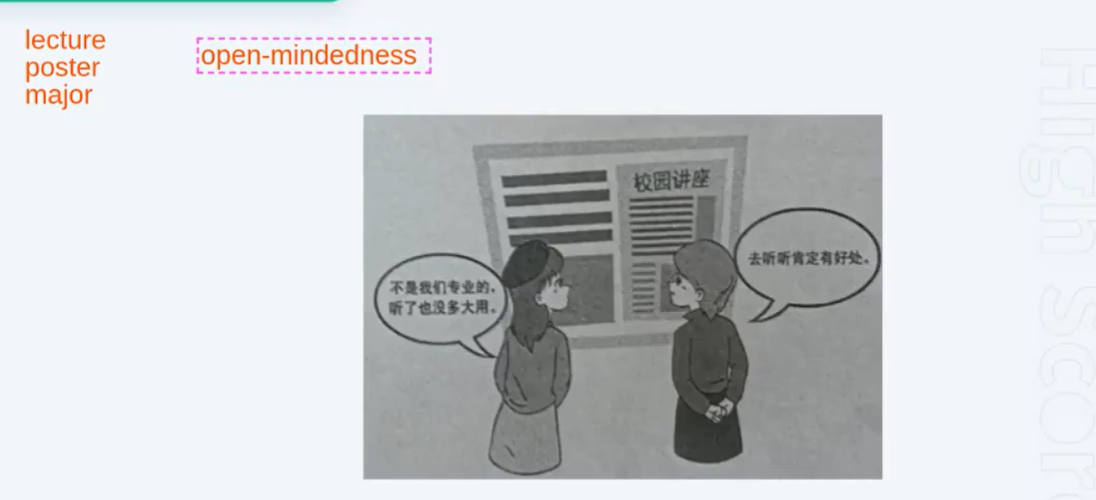 lecture
poster
major
open-mindedness
校园讲座
不是我们专业的，
听了也没多大用。
去听听肯定有好处。
High Scor